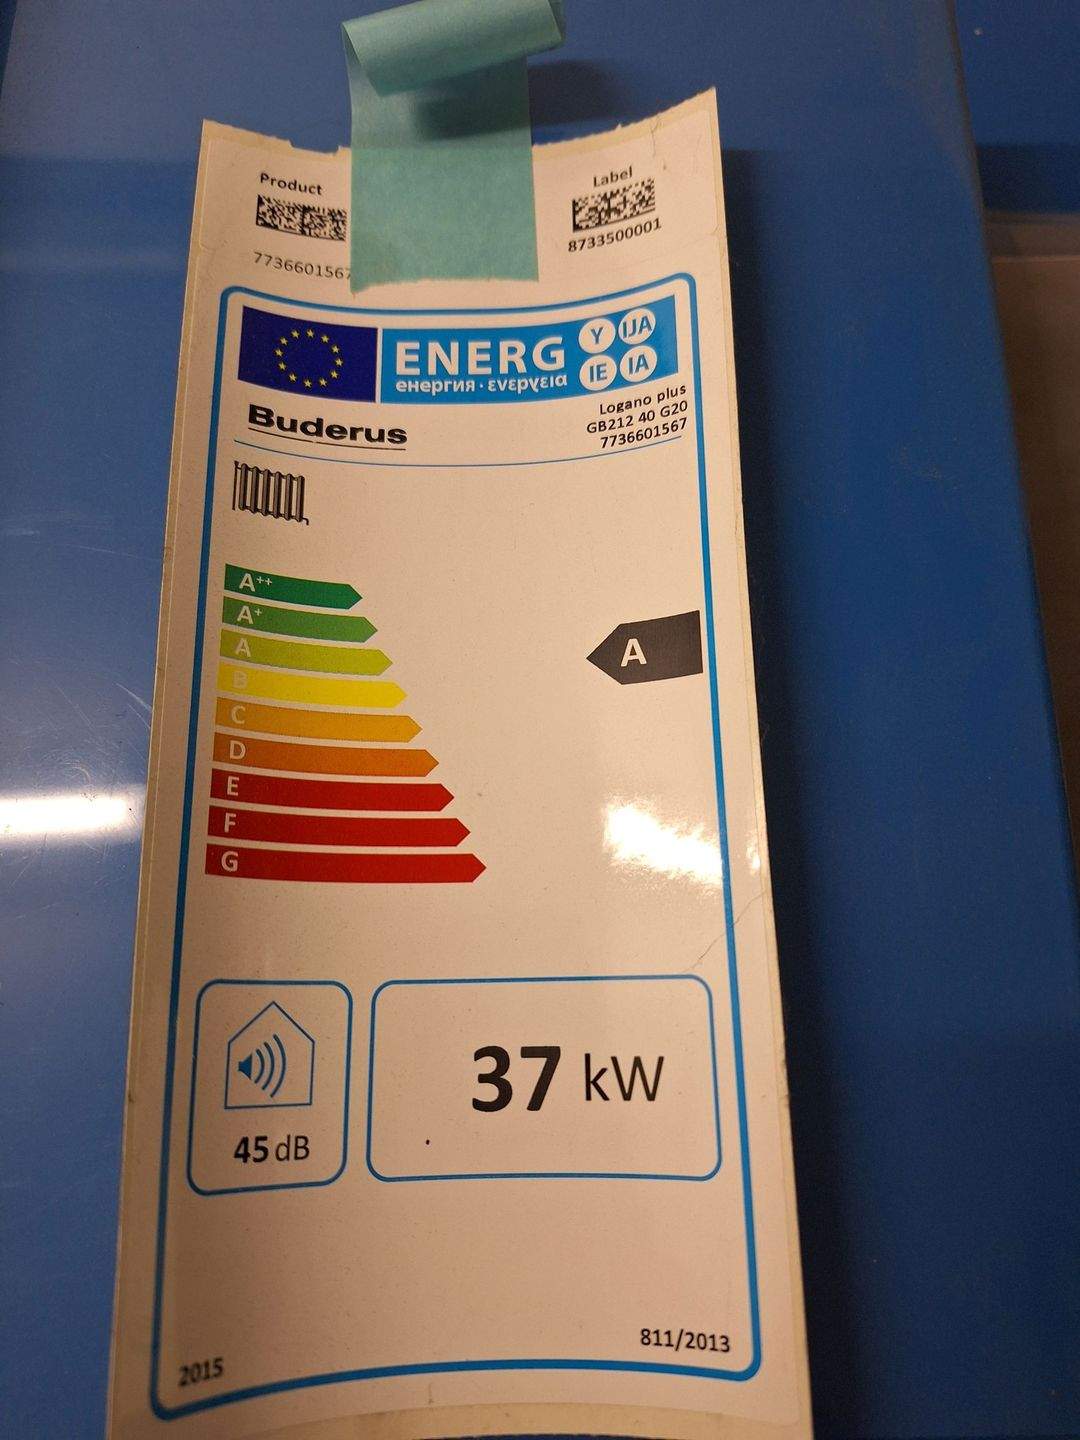 Product
Label
7736601567
8733500001
ENERG
енергия · ενεργεια
Y IJA
IE IA
Buderus
Logano plus
GB212 40 G20
7736601567
A++
A+
A
B
C
D
E
F
G
A
45 dB
37 kW
2015
811/2013